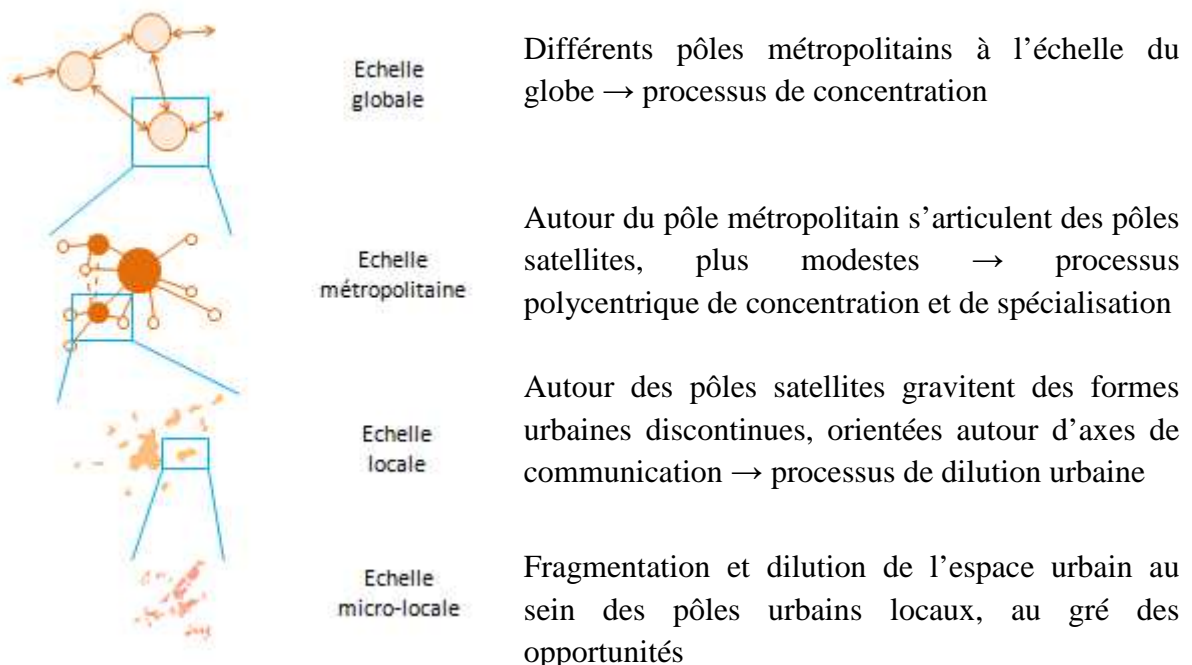 Echelle
globale
Différents pôles métropolitains à l’échelle du
globe → processus de concentration
Echelle
métropolitaine
Autour du pôle métropolitain s’articulent des pôles
satellites, plus modestes → processus
polycentrique de concentration et de spécialisation
Echelle
locale
Autour des pôles satellites gravitent des formes
urbaines discontinues, orientées autour d’axes de
communication → processus de dilution urbaine
Echelle
micro-locale
Fragmentation et dilution de l’espace urbain au
sein des pôles urbains locaux, au gré des
opportunités